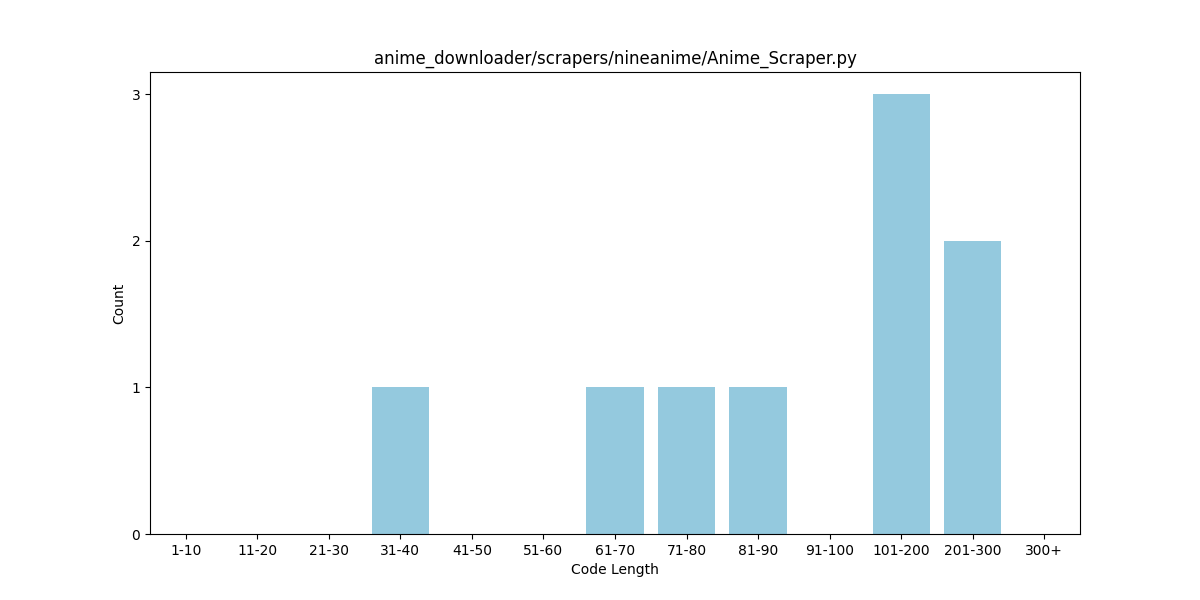 anime_downloader/scrapers/nineanime/Anime_Scraper.py
3
2
1
0
Count
1-10 11-20 21-30 31-40 41-50 51-60 61-70 71-80 81-90 91-100 101-200 201-300 300+
Code Length